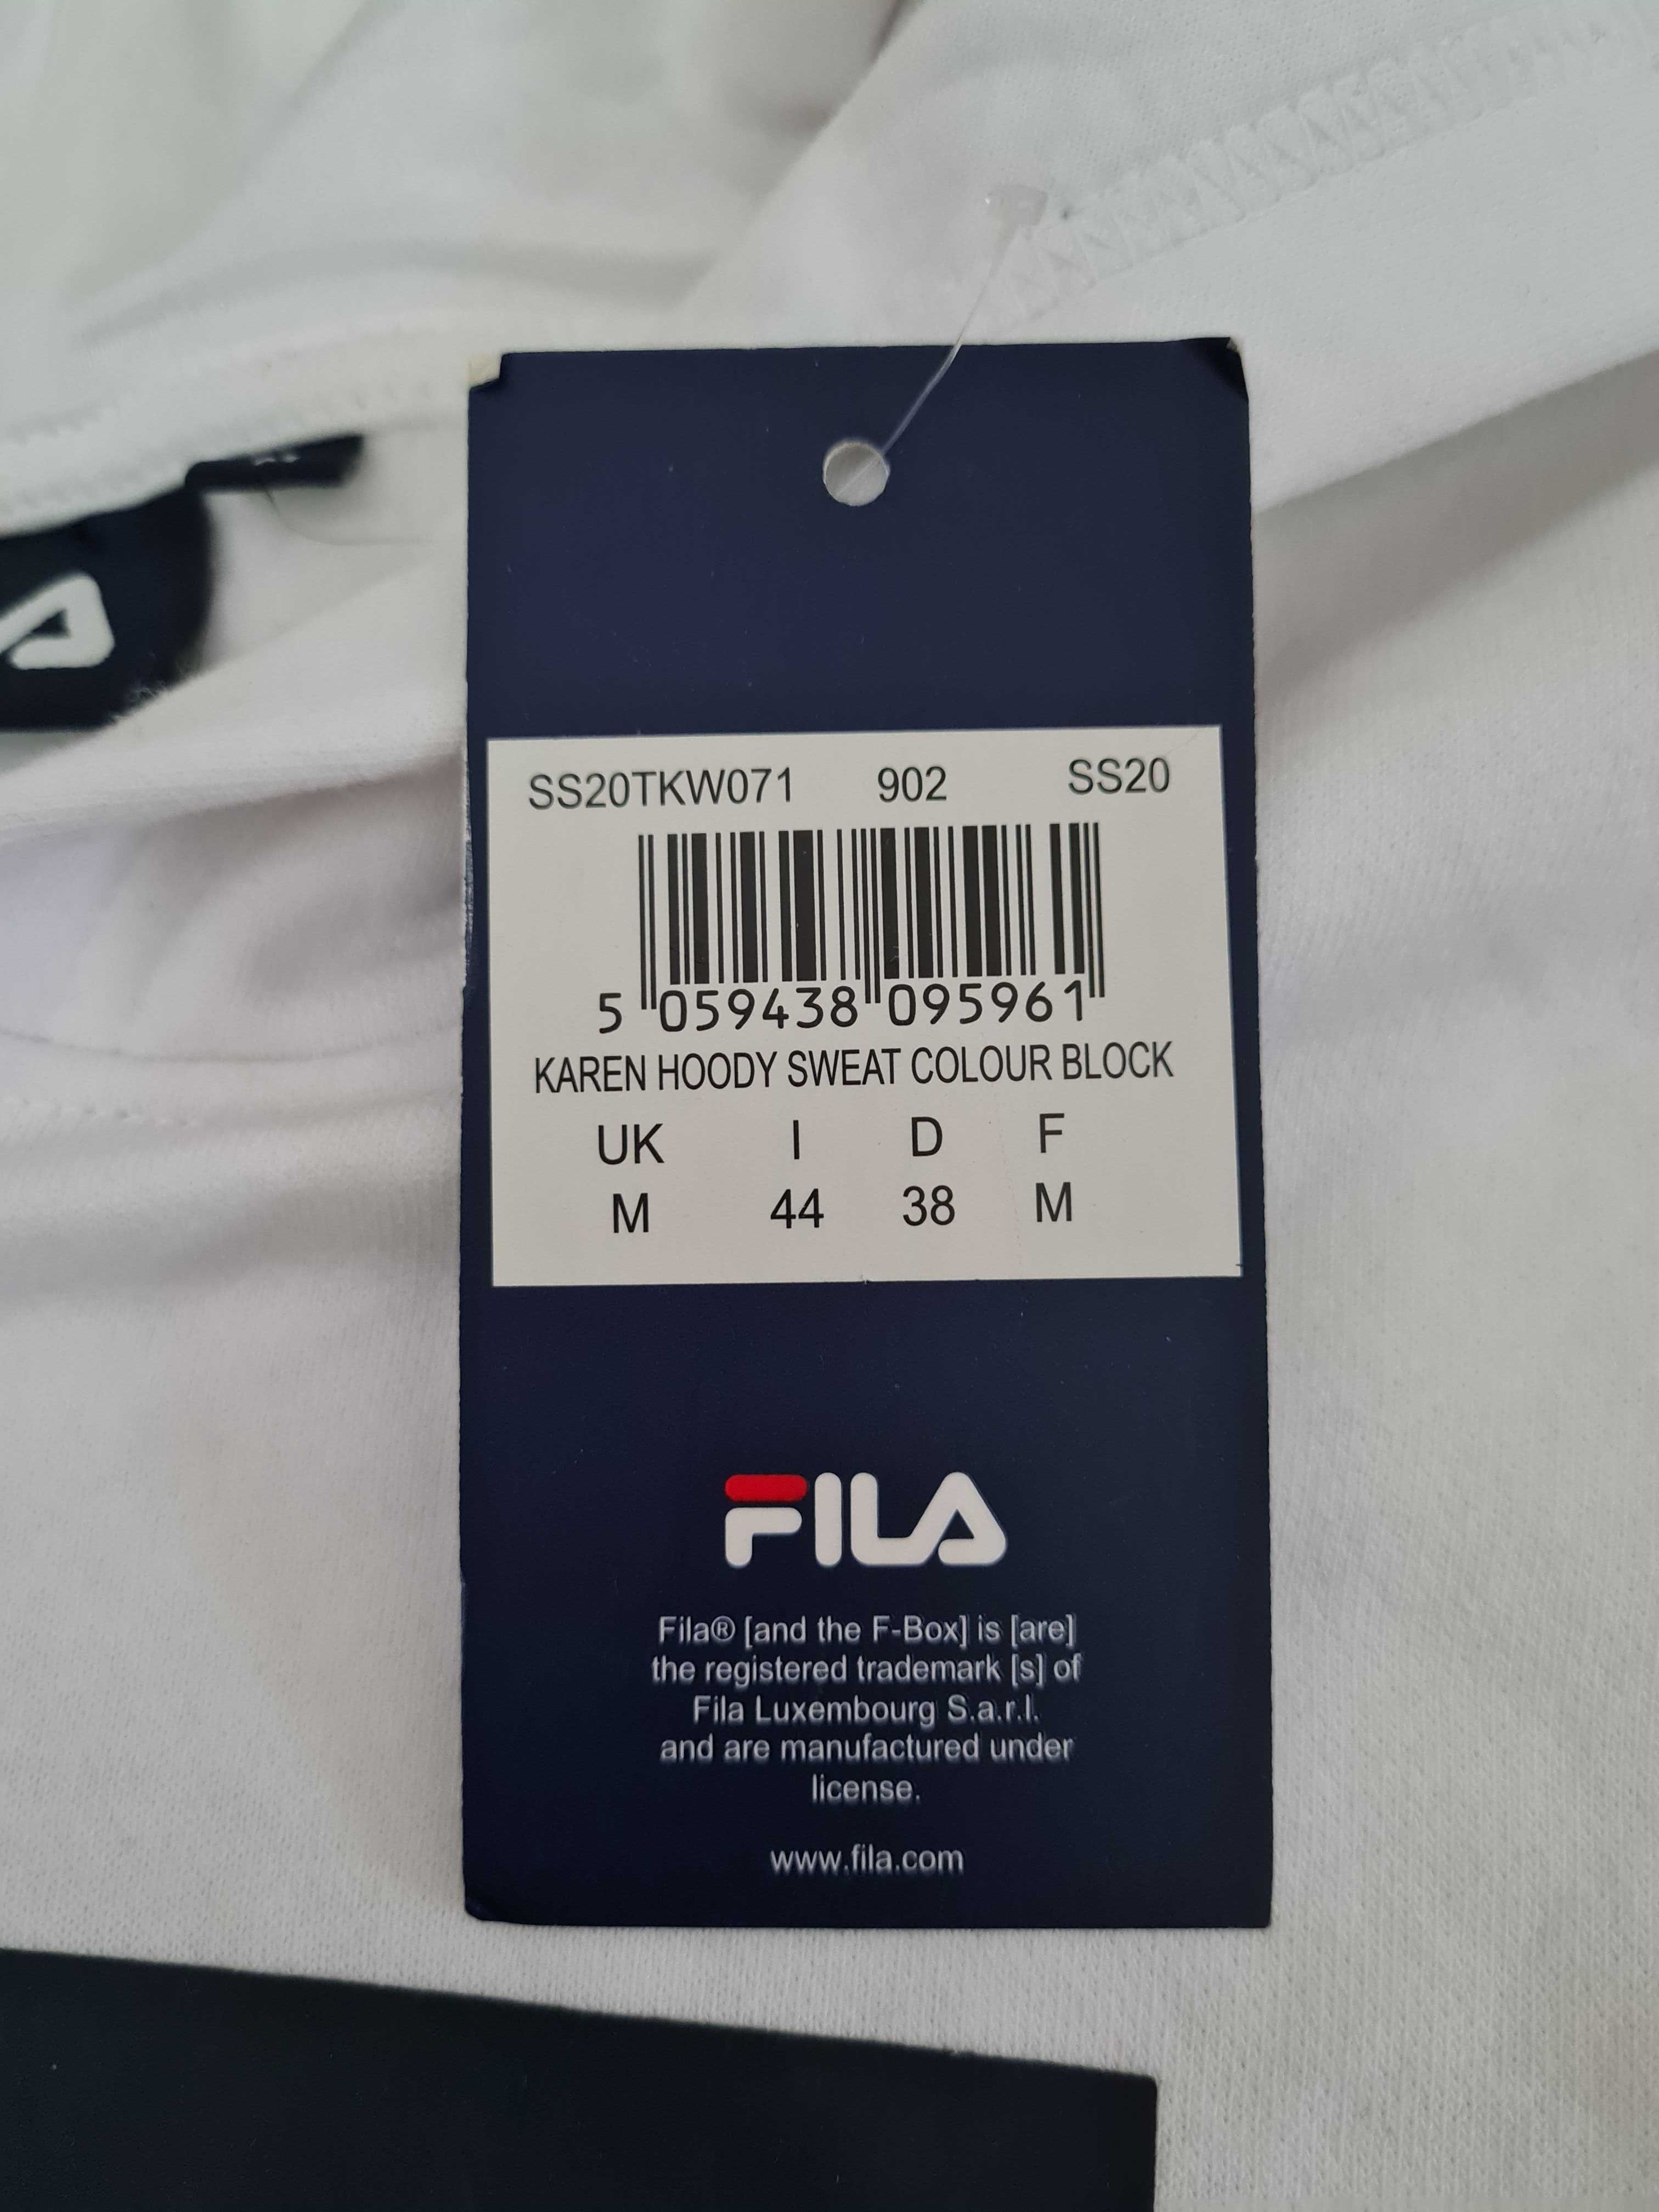 SS20TKW071 902 SS20
5 059438 095961
KAREN HOODY SWEAT COLOUR BLOCK
UK I D F
M 44 38 M
FILA
Fila® [and the F-Box] is [are]
the registered trademark [s] of
Fila Luxembourg S.a.r.l.
and are manufactured under
license.
www.fila.com